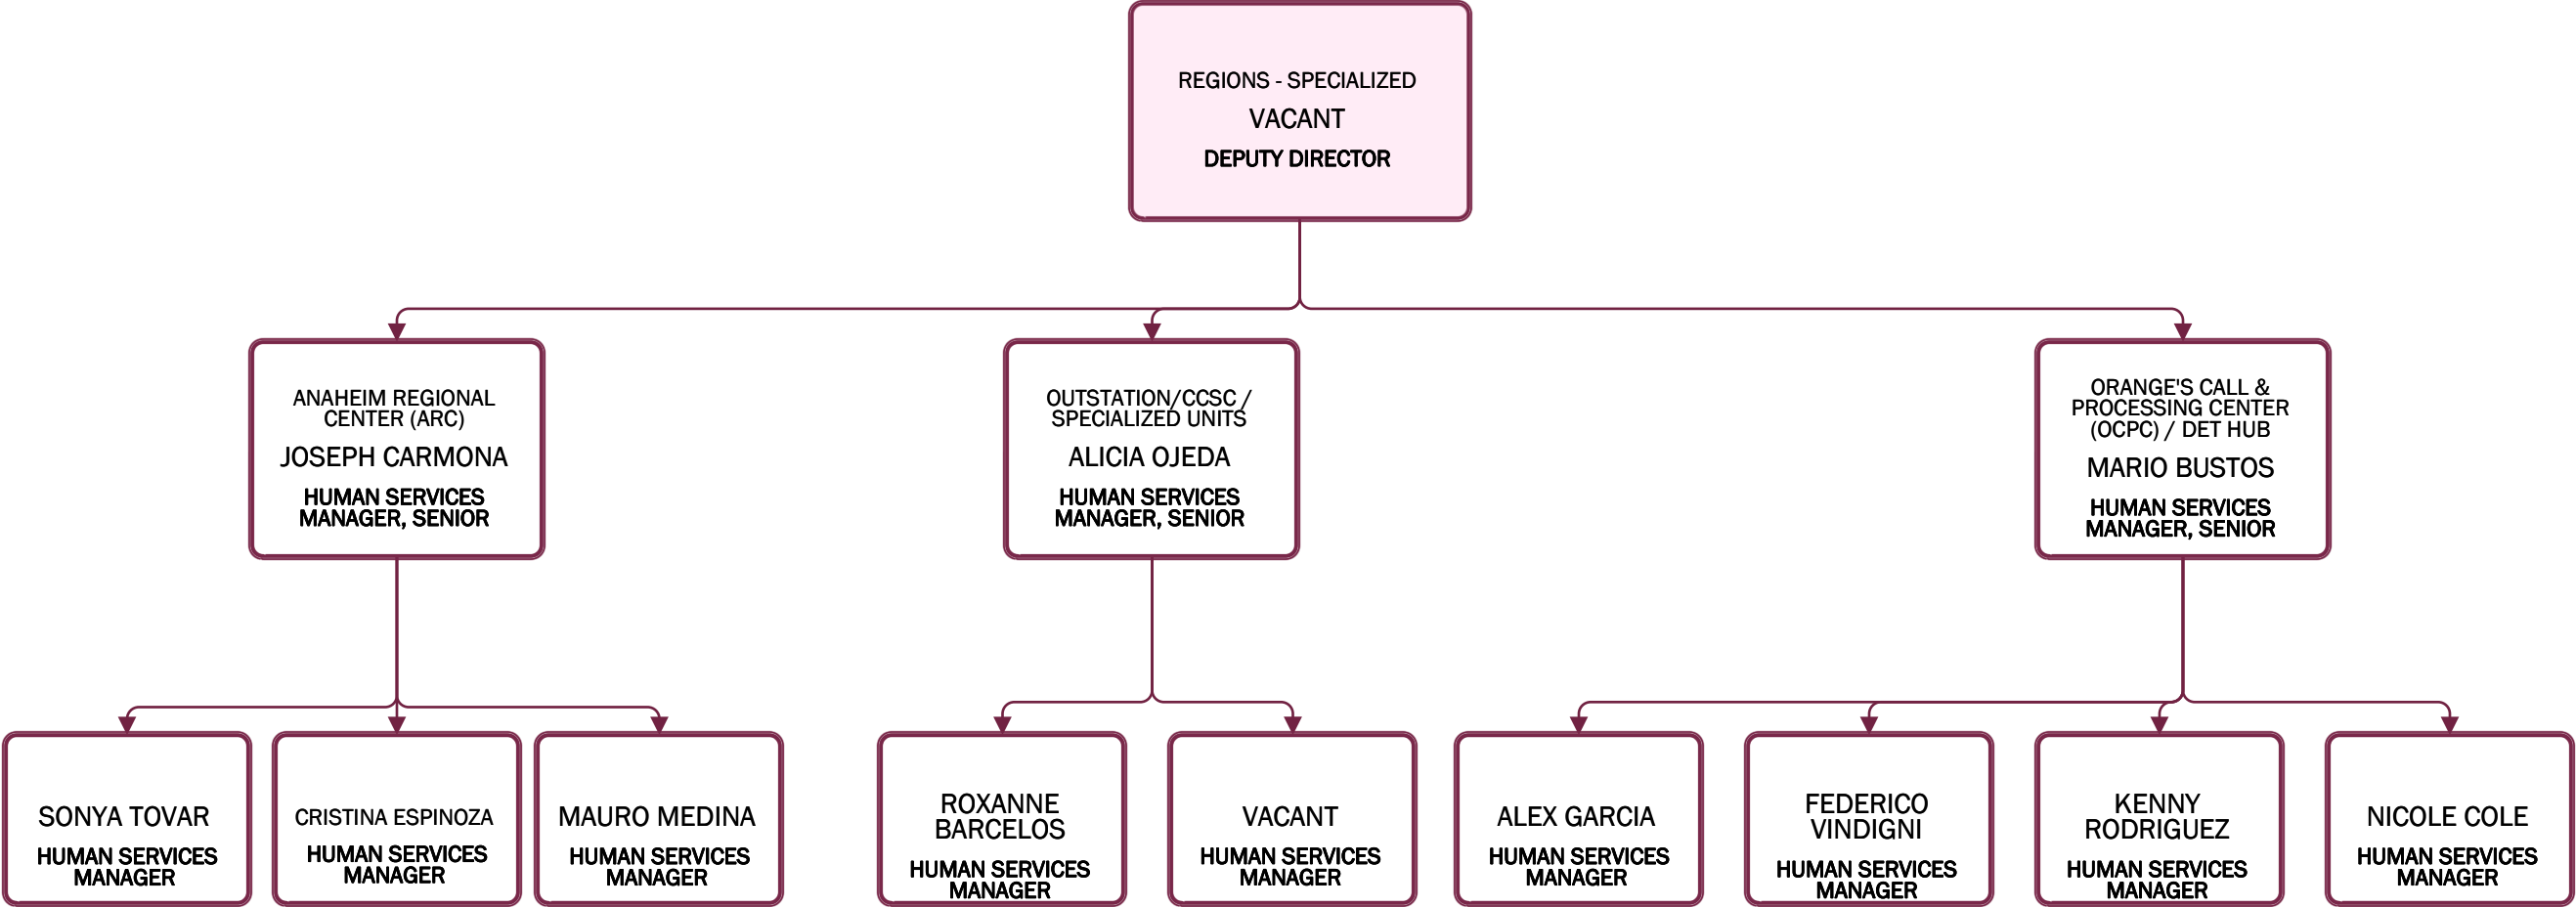 REGIONS - SPECIALIZED
VACANT
DEPUTY DIRECTOR
ANAHEIM REGIONAL
CENTER (ARC)
JOSEPH CARMONA
HUMAN SERVICES
MANAGER, SENIOR
OUTSTATION/CCSC /
SPECIALIZED UNITS
ALICIA OJEDA
HUMAN SERVICES
MANAGER, SENIOR
ORANGE'S CALL &
PROCESSING CENTER
(OCPC) / DET HUB
MARIO BUSTOS
HUMAN SERVICES
MANAGER, SENIOR
SONYA TOVAR
HUMAN SERVICES
MANAGER
CRISTINA ESPINOZA
HUMAN SERVICES
MANAGER
MAURO MEDINA
HUMAN SERVICES
MANAGER
ROXANNE
BARCELOS
HUMAN SERVICES
MANAGER
VACANT
HUMAN SERVICES
MANAGER
ALEX GARCIA
HUMAN SERVICES
MANAGER
FEDERICO
VINDIGNI
HUMAN SERVICES
MANAGER
KENNY
RODRIGUEZ
HUMAN SERVICES
MANAGER
NICOLE COLE
HUMAN SERVICES
MANAGER